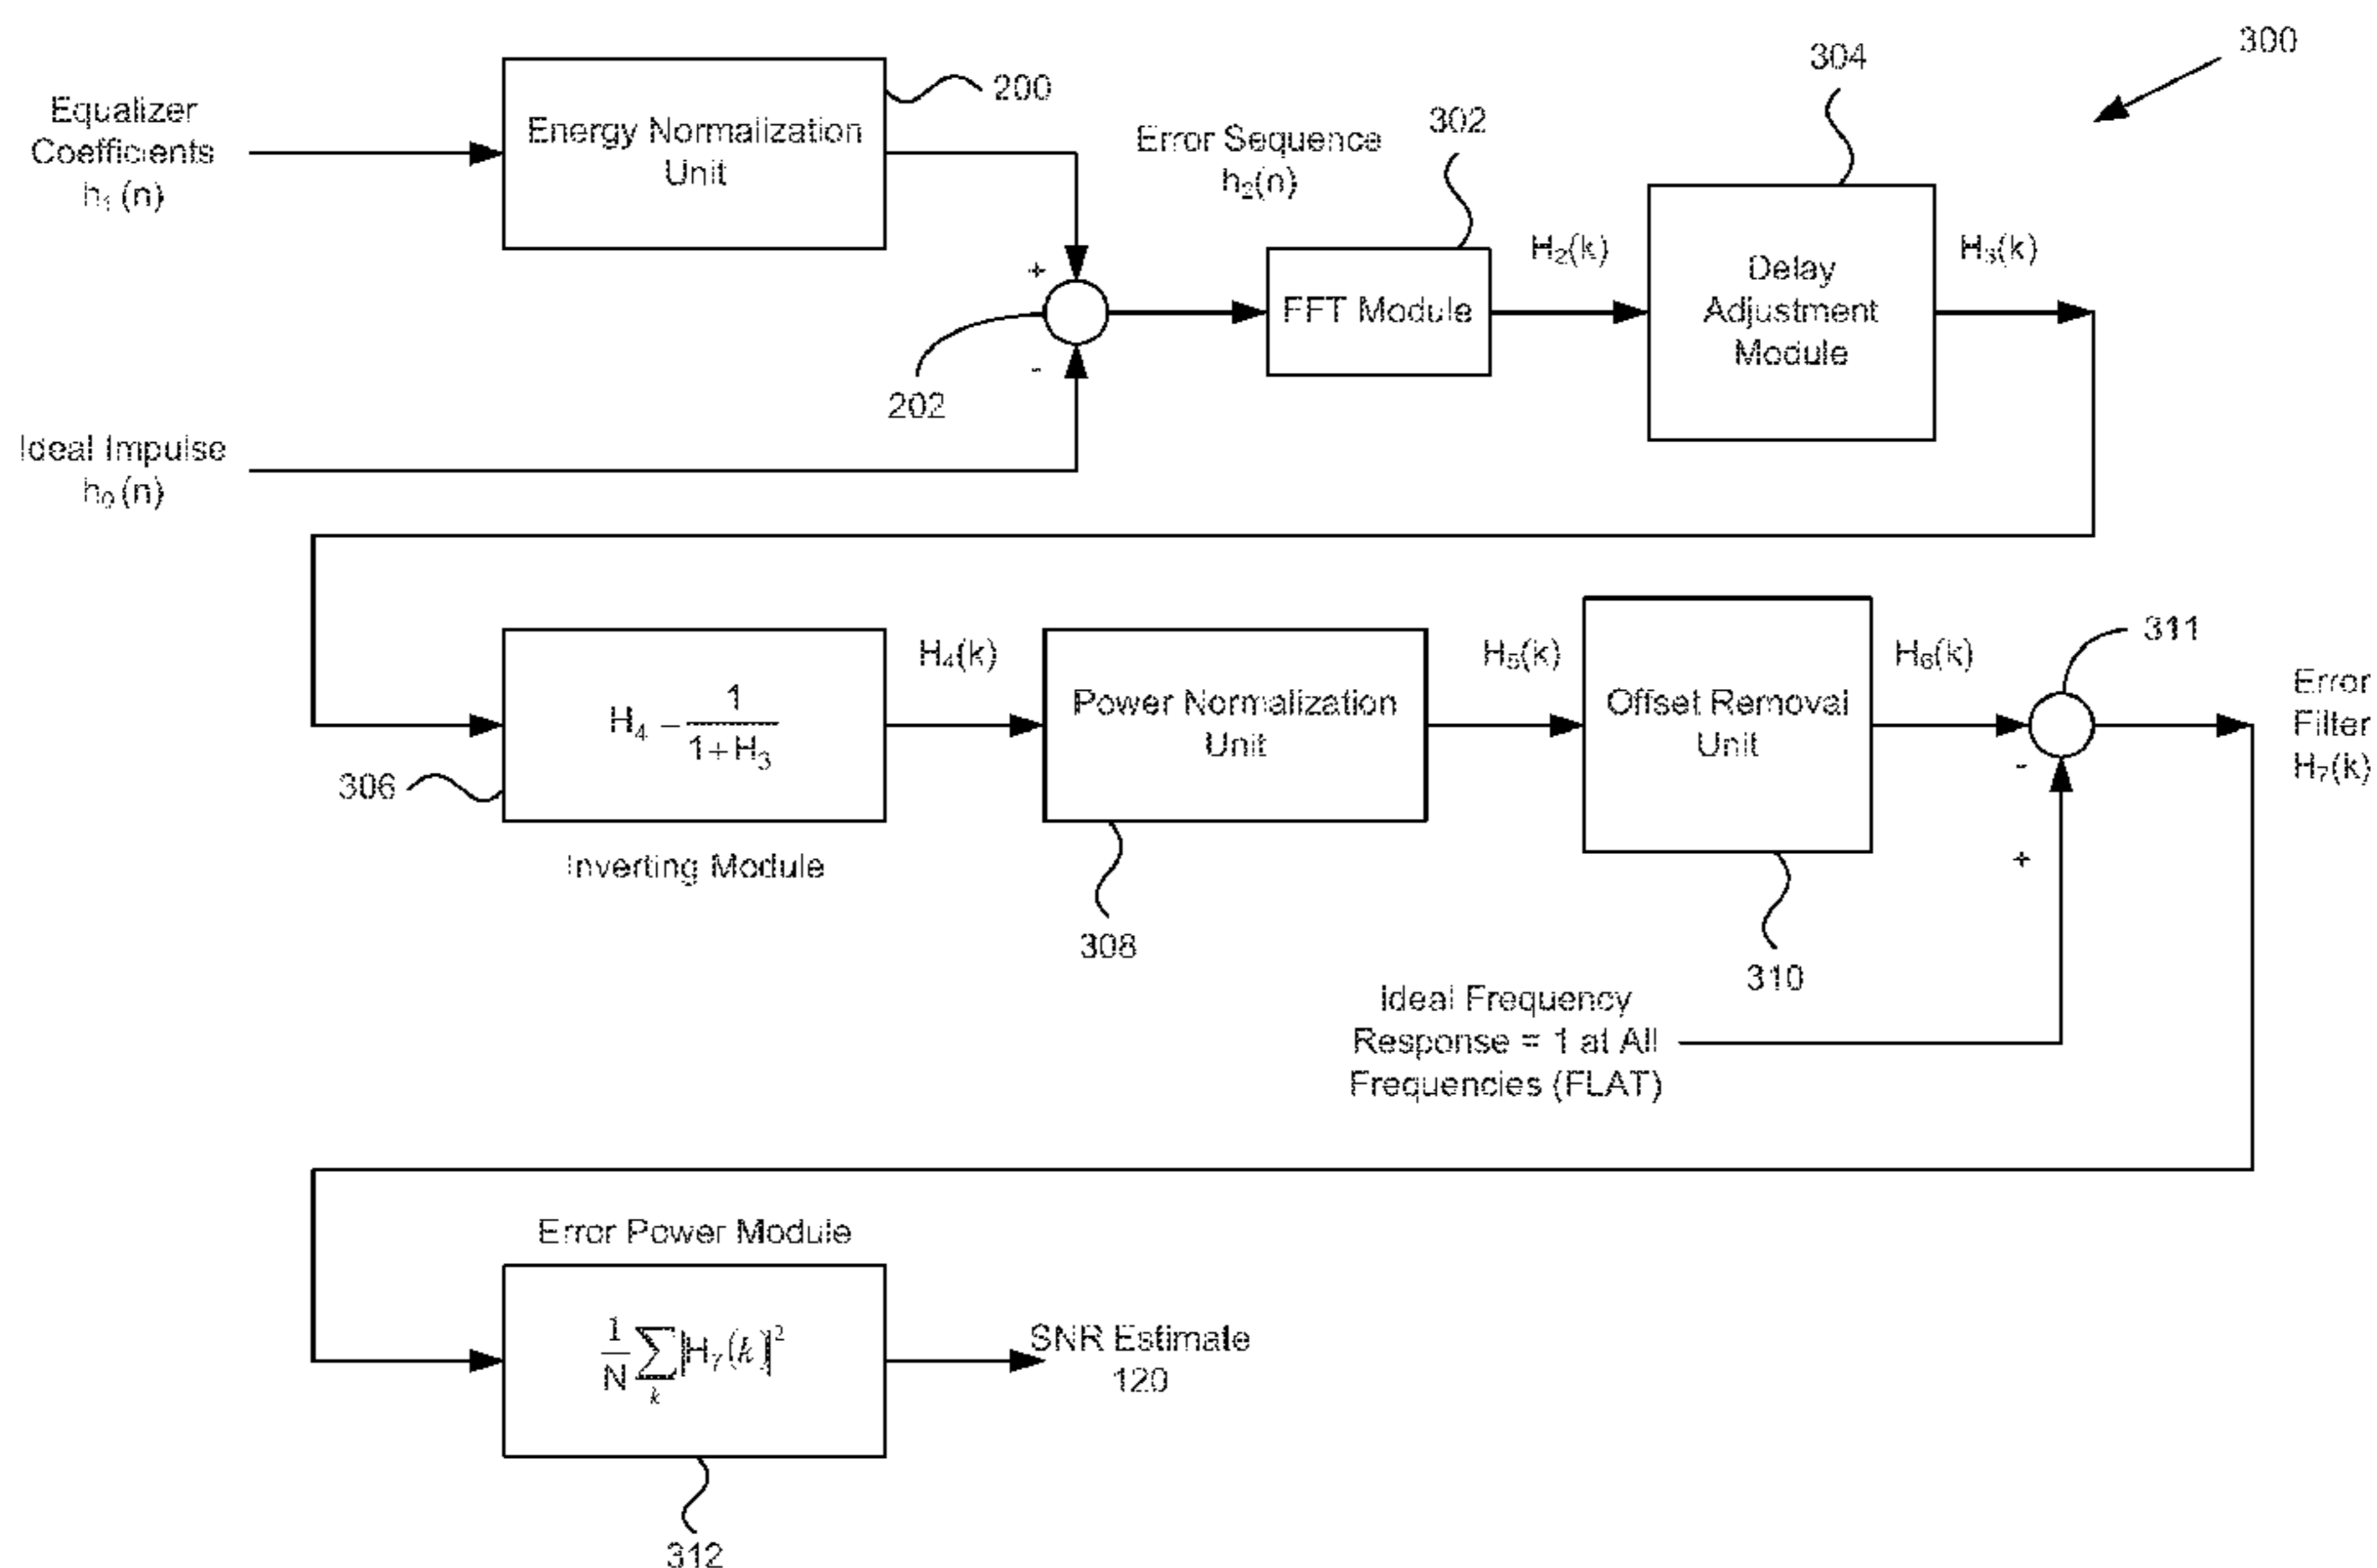 300
304
200
302
Equalizer
Coefficients
h₁ (n)
Energy Normalization
Unit
Error Sequence
h₂(n)
FFT Module
H₂(k)
Delay
Adjustment
Module
H₃(k)
+
-
202
Ideal Impulse
h₀ (n)
H₄ = 1 / (1 + H₃)
306
Inverting Module
H₄(k)
Power Normalization
Unit
308
H₅(k)
Offset Removal
Unit
310
H₆(k)
311
-
+
Error
Filter
H₇(k)
Ideal Frequency
Response = 1 at All
Frequencies (FLAT)
Error Power Module
1/N ∑ₖ |H₇(k)|²
312
SNR Estimate
120